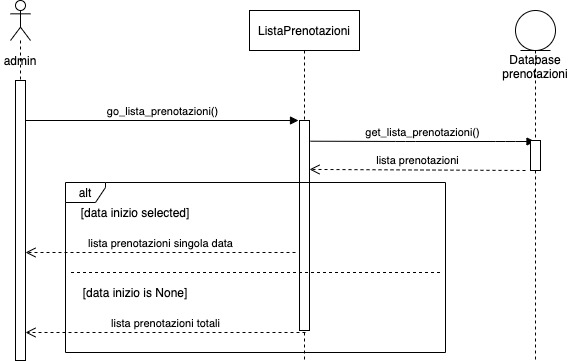 admin
ListaPrenotazioni
Database
prenotazioni
go_lista_prenotazioni()
get_lista_prenotazioni()
lista prenotazioni
alt
[data inizio selected]
lista prenotazioni singola data
[data inizio is None]
lista prenotazioni totali